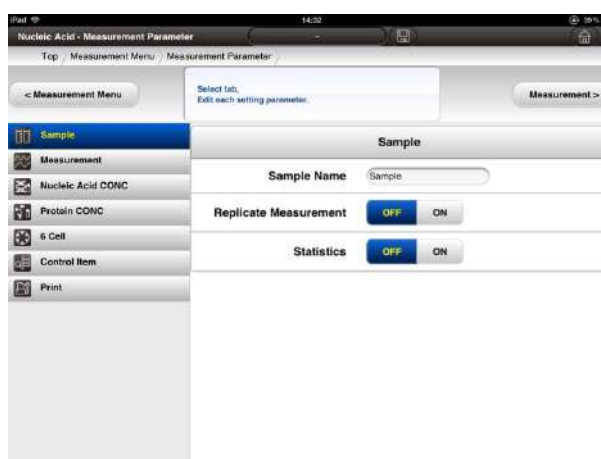 iPad 14:32 99%
Nucleic Acid - Measurement Parameter -
Top / Measurement Menu / Measurement Parameter /
< Measurement Menu
Select tab,
Edit each setting parameter.
Measurement >
Sample
Measurement
Nucleic Acid CONC
Protein CONC
6 Cell
Control Item
Print
Sample
Sample Name Sample
Replicate Measurement OFF ON
Statistics OFF ON